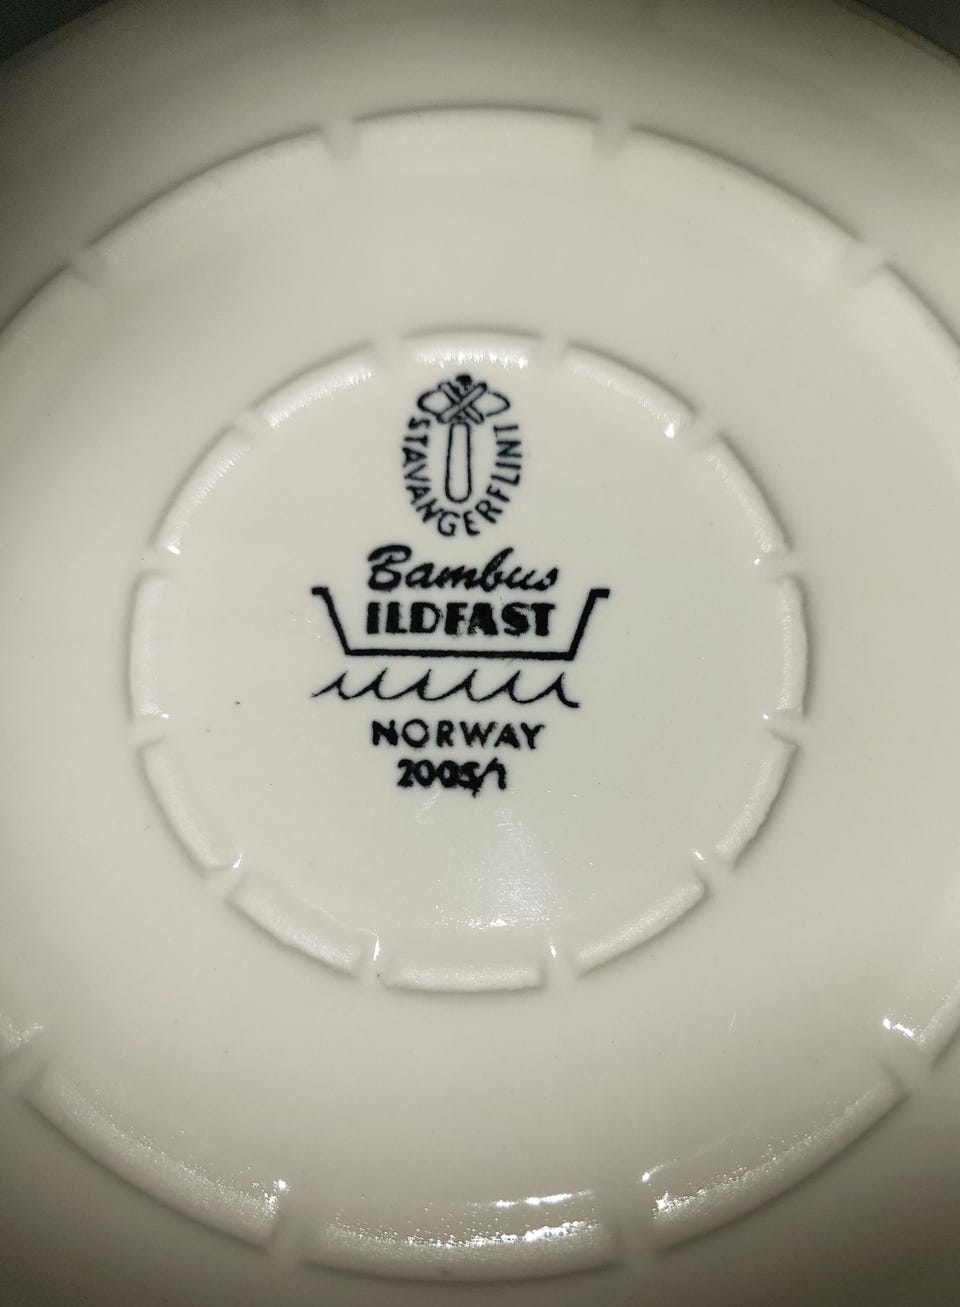 STAVANGERFLINT
Bambus
ILDFAST
NORWAY
2005/1